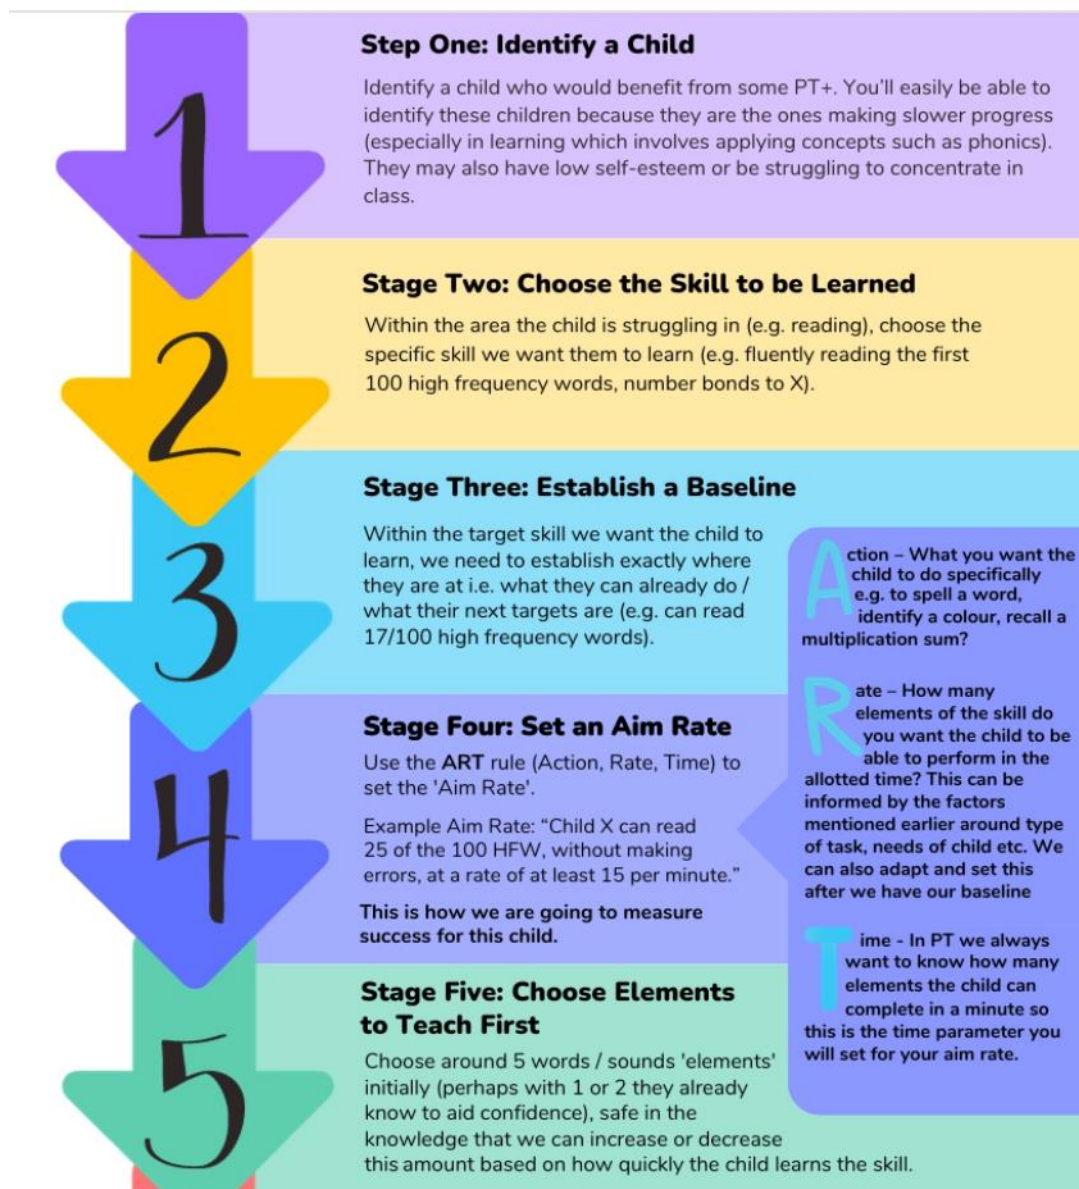 1
Step One: Identify a Child
Identify a child who would benefit from some PT+. You'll easily be able to
identify these children because they are the ones making slower progress
(especially in learning which involves applying concepts such as phonics).
They may also have low self-esteem or be struggling to concentrate in
class.
2
Stage Two: Choose the Skill to be Learned
Within the area the child is struggling in (e.g. reading), choose the
specific skill we want them to learn (e.g. fluently reading the first
100 high frequency words, number bonds to X).
3
Stage Three: Establish a Baseline
Within the target skill we want the child to
learn, we need to establish exactly where
they are at i.e. what they can already do /
what their next targets are (e.g. can read
17/100 high frequency words).
4
Stage Four: Set an Aim Rate
Use the ART rule (Action, Rate, Time) to
set the 'Aim Rate'.
Example Aim Rate: "Child X can read
25 of the 100 HFW, without making
errors, at a rate of at least 15 per minute."
This is how we are going to measure
success for this child.
Action – What you want the
child to do specifically
e.g. to spell a word,
identify a colour, recall a
multiplication sum?
Rate – How many
elements of the skill do
you want the child to be
able to perform in the
allotted time? This can be
informed by the factors
mentioned earlier around type
of task, needs of child etc. We
can also adapt and set this
after we have our baseline
Time - In PT we always
want to know how many
elements the child can
complete in a minute so
this is the time parameter you
will set for your aim rate.
5
Stage Five: Choose Elements
to Teach First
Choose around 5 words / sounds 'elements'
initially (perhaps with 1 or 2 they already
know to aid confidence), safe in the
knowledge that we can increase or decrease
this amount based on how quickly the child learns the skill.